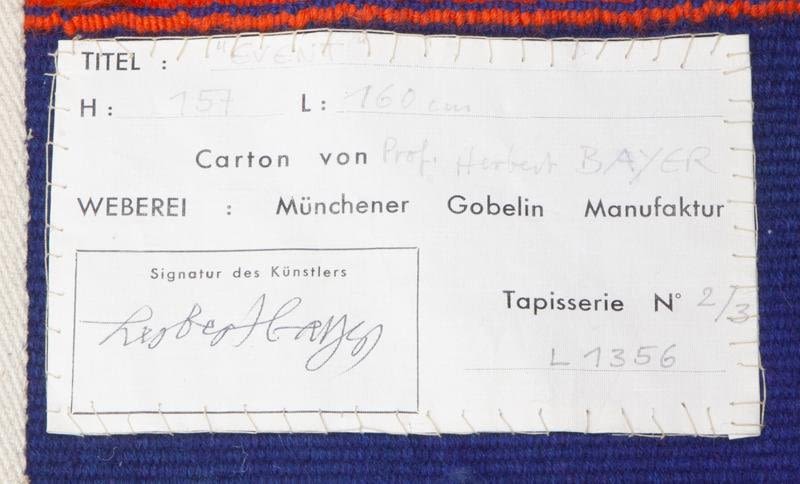 TITEL : "EVENT"
H : 157 L : 160 cm
Carton von Prof. Herbert BAYER
WEBEREI : Münchener Gobelin Manufaktur
Signatur des Künstlers
herbert bayer
Tapisserie N° 2/3
L 1356